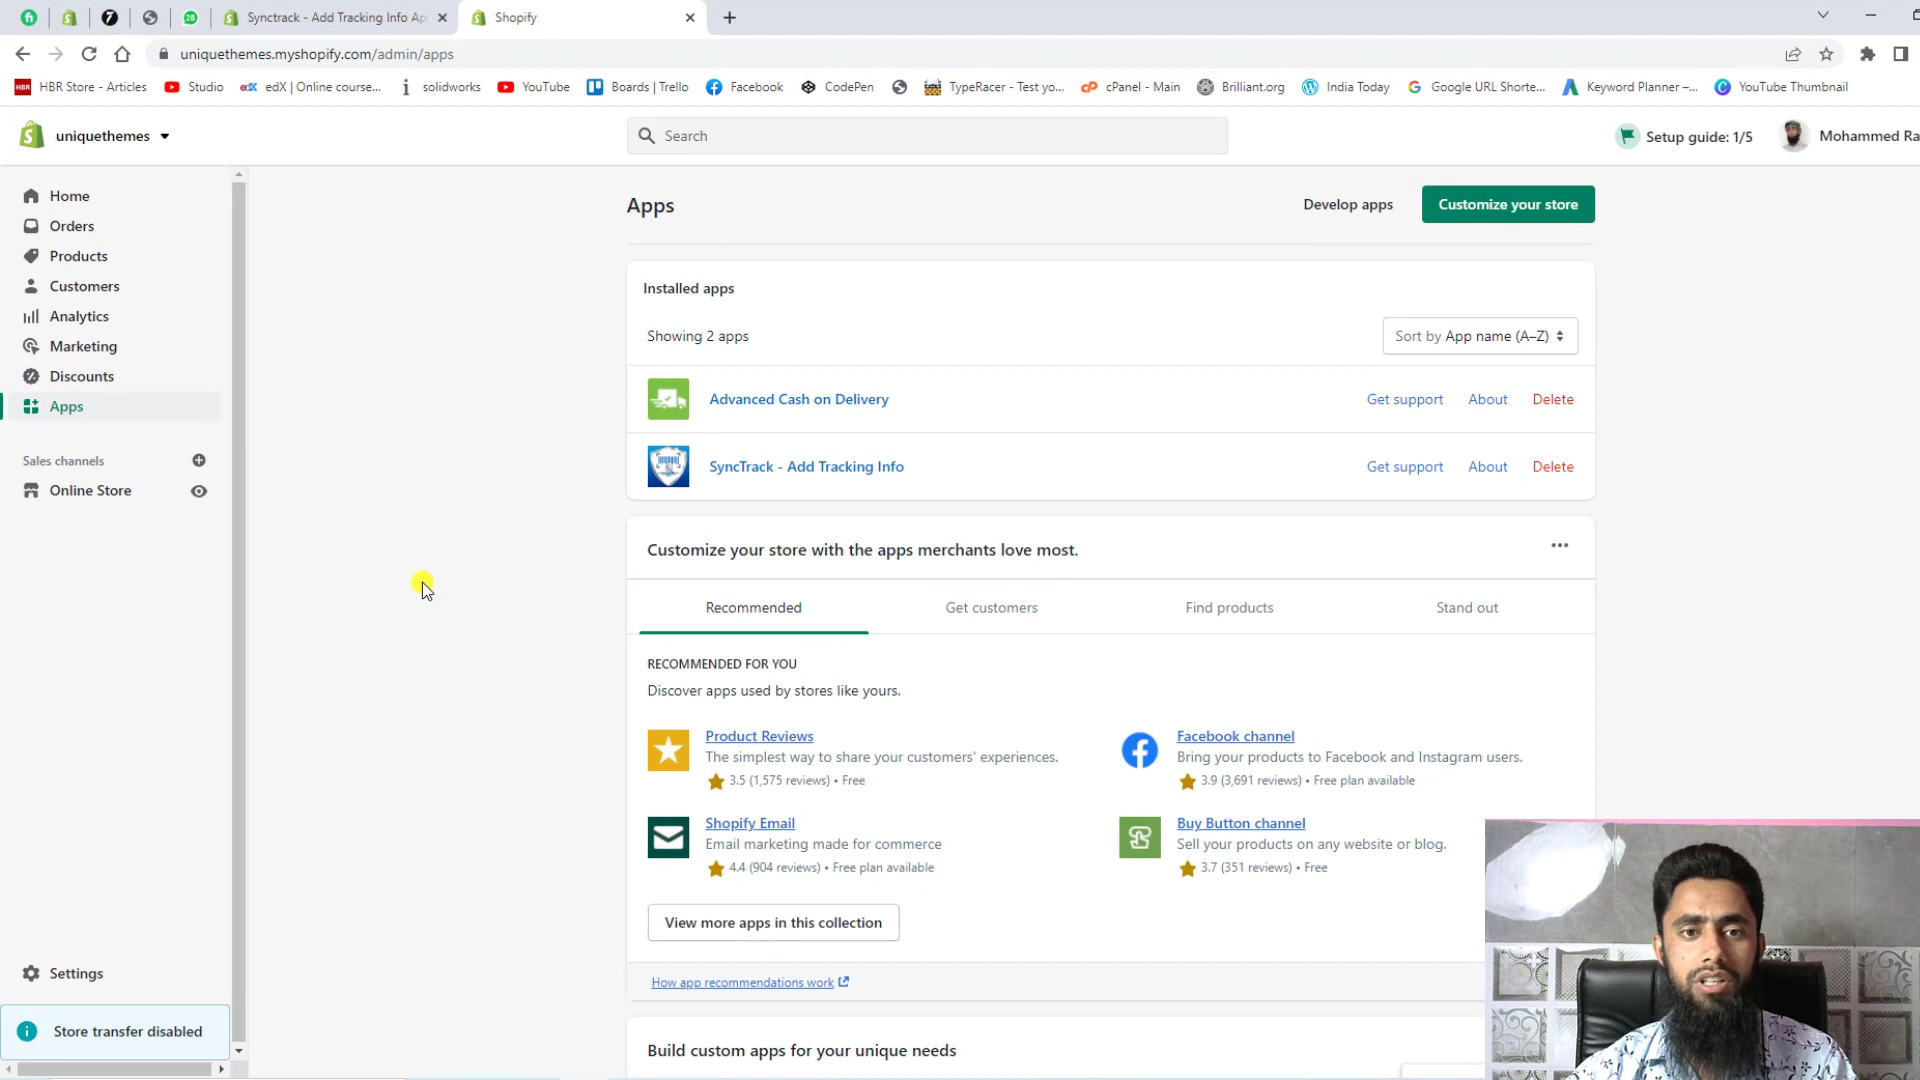 Synctrack - Add Tracking Info Ap
Shopify
uniquethemes.myshopify.com/admin/apps
HBR Store - Articles
Studio
edX | Online course...
solidworks
YouTube
Boards | Trello
Facebook
CodePen
TypeRacer - Test yo...
cPanel - Main
Brilliant.org
India Today
Google URL Shorte...
Keyword Planner –...
YouTube Thumbnail
uniquethemes
Search
Setup guide: 1/5
Mohammed Ra
Home
Orders
Products
Customers
Analytics
Marketing
Discounts
Apps
Sales channels
Online Store
Settings
Store transfer disabled
Apps
Develop apps
Customize your store
Installed apps
Showing 2 apps
Sort by App name (A–Z)
Advanced Cash on Delivery
Get support
About
Delete
SyncTrack - Add Tracking Info
Get support
About
Delete
Customize your store with the apps merchants love most.
Recommended
Get customers
Find products
Stand out
RECOMMENDED FOR YOU
Discover apps used by stores like yours.
Product Reviews
The simplest way to share your customers' experiences.
3.5 (1,575 reviews) • Free
Facebook channel
Bring your products to Facebook and Instagram users.
3.9 (3,691 reviews) • Free plan available
Shopify Email
Email marketing made for commerce
4.4 (904 reviews) • Free plan available
Buy Button channel
Sell your products on any website or blog.
3.7 (351 reviews) • Free
View more apps in this collection
How app recommendations work
Build custom apps for your unique needs